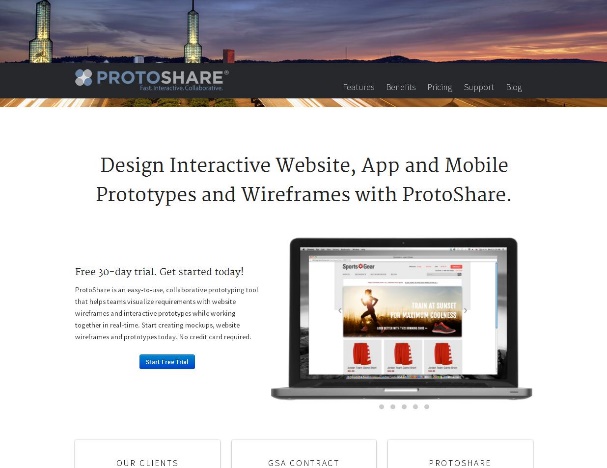 PROTOSHARE®
Fast. Interactive. Collaborative.
Features Benefits Pricing Support Blog
Design Interactive Website, App and Mobile
Prototypes and Wireframes with ProtoShare.
Free 30-day trial. Get started today!
ProtoShare is an easy-to-use, collaborative prototyping tool
that helps teams visualize requirements with website
wireframes and interactive prototypes while working
together in real-time. Start creating mockups, website
wireframes and prototypes today. No credit card required.
Start Free Trial
Sports Gear
TRAIN AT SUNSET
FOR MAXIMUM COOLNESS
OUR CLIENTS
GSA CONTRACT
PROTOSHARE